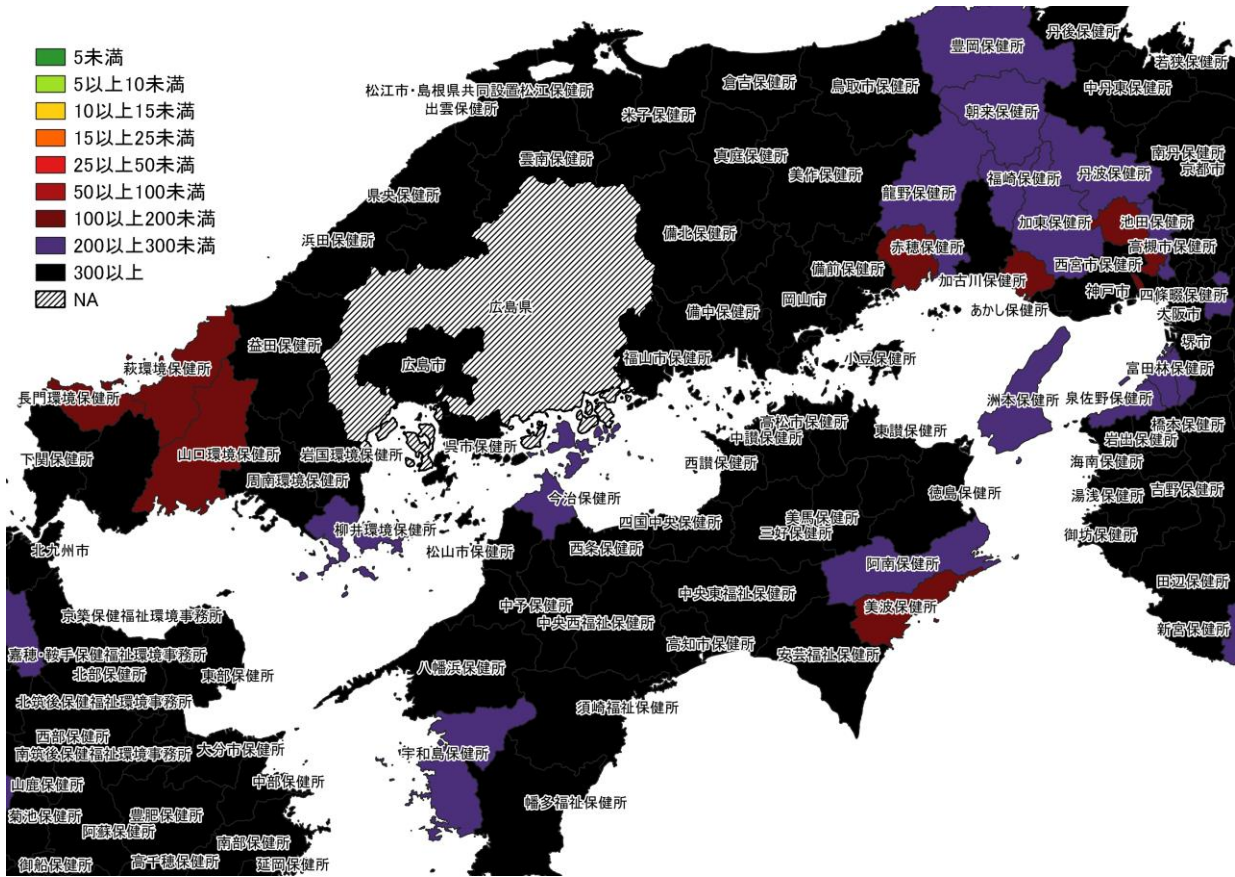 5未満
5以上10未満
10以上15未満
15以上25未満
25以上50未満
50以上100未満
100以上200未満
200以上300未満
300以上
NA
丹後保健所
豊岡保健所
若狭保健所
倉吉保健所
鳥取市保健所
中丹東保健所
松江市・島根県共同設置松江保健所
出雲保健所
米子保健所
朝来保健所
雲南保健所
真庭保健所
美作保健所
福崎保健所
丹波保健所
南丹保健所
京都市
県央保健所
龍野保健所
加東保健所
池田保健所
浜田保健所
備北保健所
赤穂保健所
高槻市保健所
備前保健所
西宮市保健所
加古川保健所
神戸市
四條畷保健所
広島県
岡山市
備中保健所
あかし保健所
大阪市
益田保健所
堺市
萩環境保健所
広島市
福山市保健所
小豆保健所
富田林保健所
長門環境保健所
洲本保健所
泉佐野保健所
橋本保健所
高松市保健所
東讃保健所
中讃保健所
岩出保健所
呉市保健所
下関保健所
山口環境保健所
岩国環境保健所
西讃保健所
海南保健所
周南環境保健所
今治保健所
徳島保健所
湯浅保健所
吉野保健所
柳井環境保健所
四国中央保健所
美馬保健所
三好保健所
御坊保健所
北九州市
松山市保健所
西条保健所
阿南保健所
田辺保健所
中予保健所
中央東福祉保健所
美波保健所
京築保健福祉環境事務所
中央西福祉保健所
新宮保健所
高知市保健所
安芸福祉保健所
嘉穂・鞍手保健福祉環境事務所
北部保健所
東部保健所
八幡浜保健所
北筑後保健福祉環境事務所
須崎福祉保健所
西部保健所
南筑後保健福祉環境事務所
大分市保健所
宇和島保健所
山鹿保健所
中部保健所
菊池保健所
豊肥保健所
幡多福祉保健所
阿蘇保健所
南部保健所
御船保健所
高千穂保健所
延岡保健所